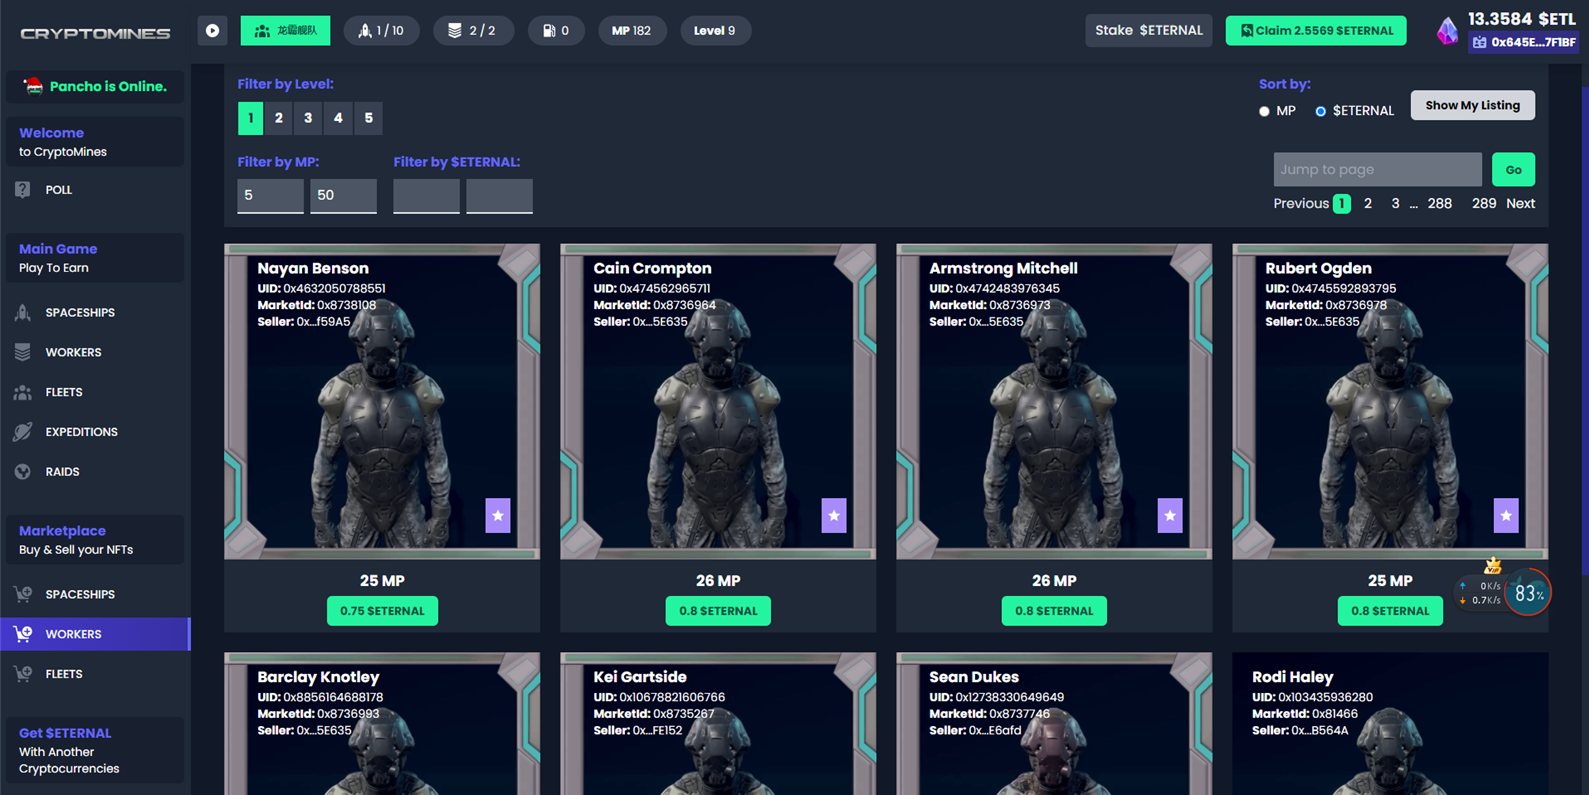 CRYPTOMINES
龙霸舰队
1 / 10
2 / 2
0
MP 182
Level 9
Stake $ETERNAL
Claim 2.5569 $ETERNAL
13.3584 $ETL
0x645E...7F1BF
Pancho is Online.
Welcome
to CryptoMines
POLL
Main Game
Play To Earn
SPACESHIPS
WORKERS
FLEETS
EXPEDITIONS
RAIDS
Marketplace
Buy & Sell your NFTs
SPACESHIPS
WORKERS
FLEETS
Get $ETERNAL
With Another
Cryptocurrencies
Filter by Level:
1 2 3 4 5
Filter by MP:
5 50
Filter by $ETERNAL:
Sort by:
MP $ETERNAL
Show My Listing
Jump to page
Go
Previous 1 2 3 ... 288 289 Next
Nayan Benson
UID: 0x4632050788551
MarketId: 0x8738108
Seller: 0x...f59A5
25 MP
0.75 $ETERNAL
Cain Crompton
UID: 0x474562965711
MarketId: 0x8736964
Seller: 0x...5E635
26 MP
0.8 $ETERNAL
Armstrong Mitchell
UID: 0x4742483976345
MarketId: 0x8736973
Seller: 0x...5E635
26 MP
0.8 $ETERNAL
Rubert Ogden
UID: 0x4745592893795
MarketId: 0x8736978
Seller: 0x...5E635
25 MP
0.8 $ETERNAL
VIP
0K/s
0.7K/s
83%
Barclay Knotley
UID: 0x8856164688178
MarketId: 0x8736993
Seller: 0x...5E635
Kei Gartside
UID: 0x10678821606766
MarketId: 0x8735267
Seller: 0x...FE152
Sean Dukes
UID: 0x12738330649649
MarketId: 0x8737746
Seller: 0x...E6afd
Rodi Haley
UID: 0x103435936280
MarketId: 0x81466
Seller: 0x...B564A